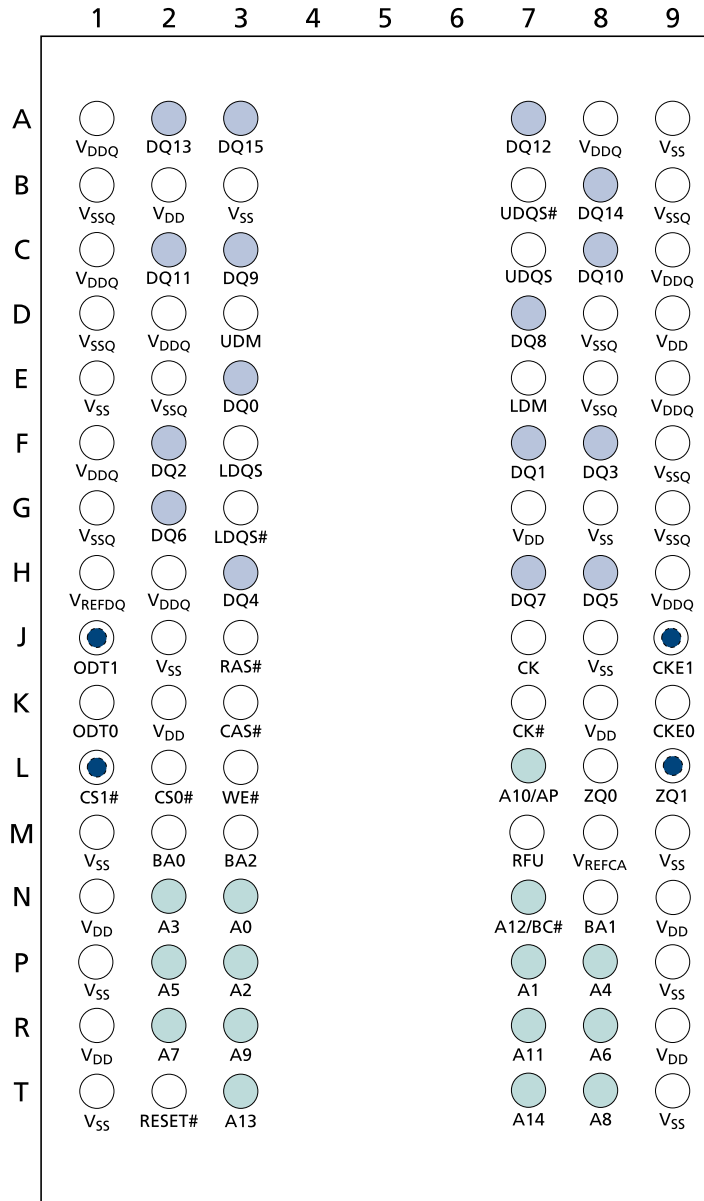 1 2 3 4 5 6 7 8 9
A
VDDQ DQ13 DQ15 DQ12 VDDQ VSS
B
VSSQ VDD VSS UDQS# DQ14 VSSQ
C
VDDQ DQ11 DQ9 UDQS DQ10 VDDQ
D
VSSQ VDDQ UDM DQ8 VSSQ VDD
E
VSS VSSQ DQ0 LDM VSSQ VDDQ
F
VDDQ DQ2 LDQS DQ1 DQ3 VSSQ
G
VSSQ DQ6 LDQS# VDD VSS VSSQ
H
VREFDQ VDDQ DQ4 DQ7 DQ5 VDDQ
J
ODT1 VSS RAS# CK VSS CKE1
K
ODT0 VDD CAS# CK# VDD CKE0
L
CS1# CS0# WE# A10/AP ZQ0 ZQ1
M
VSS BA0 BA2 RFU VREFCA VSS
N
VDD A3 A0 A12/BC# BA1 VDD
P
VSS A5 A2 A1 A4 VSS
R
VDD A7 A9 A11 A6 VDD
T
VSS RESET# A13 A14 A8 VSS